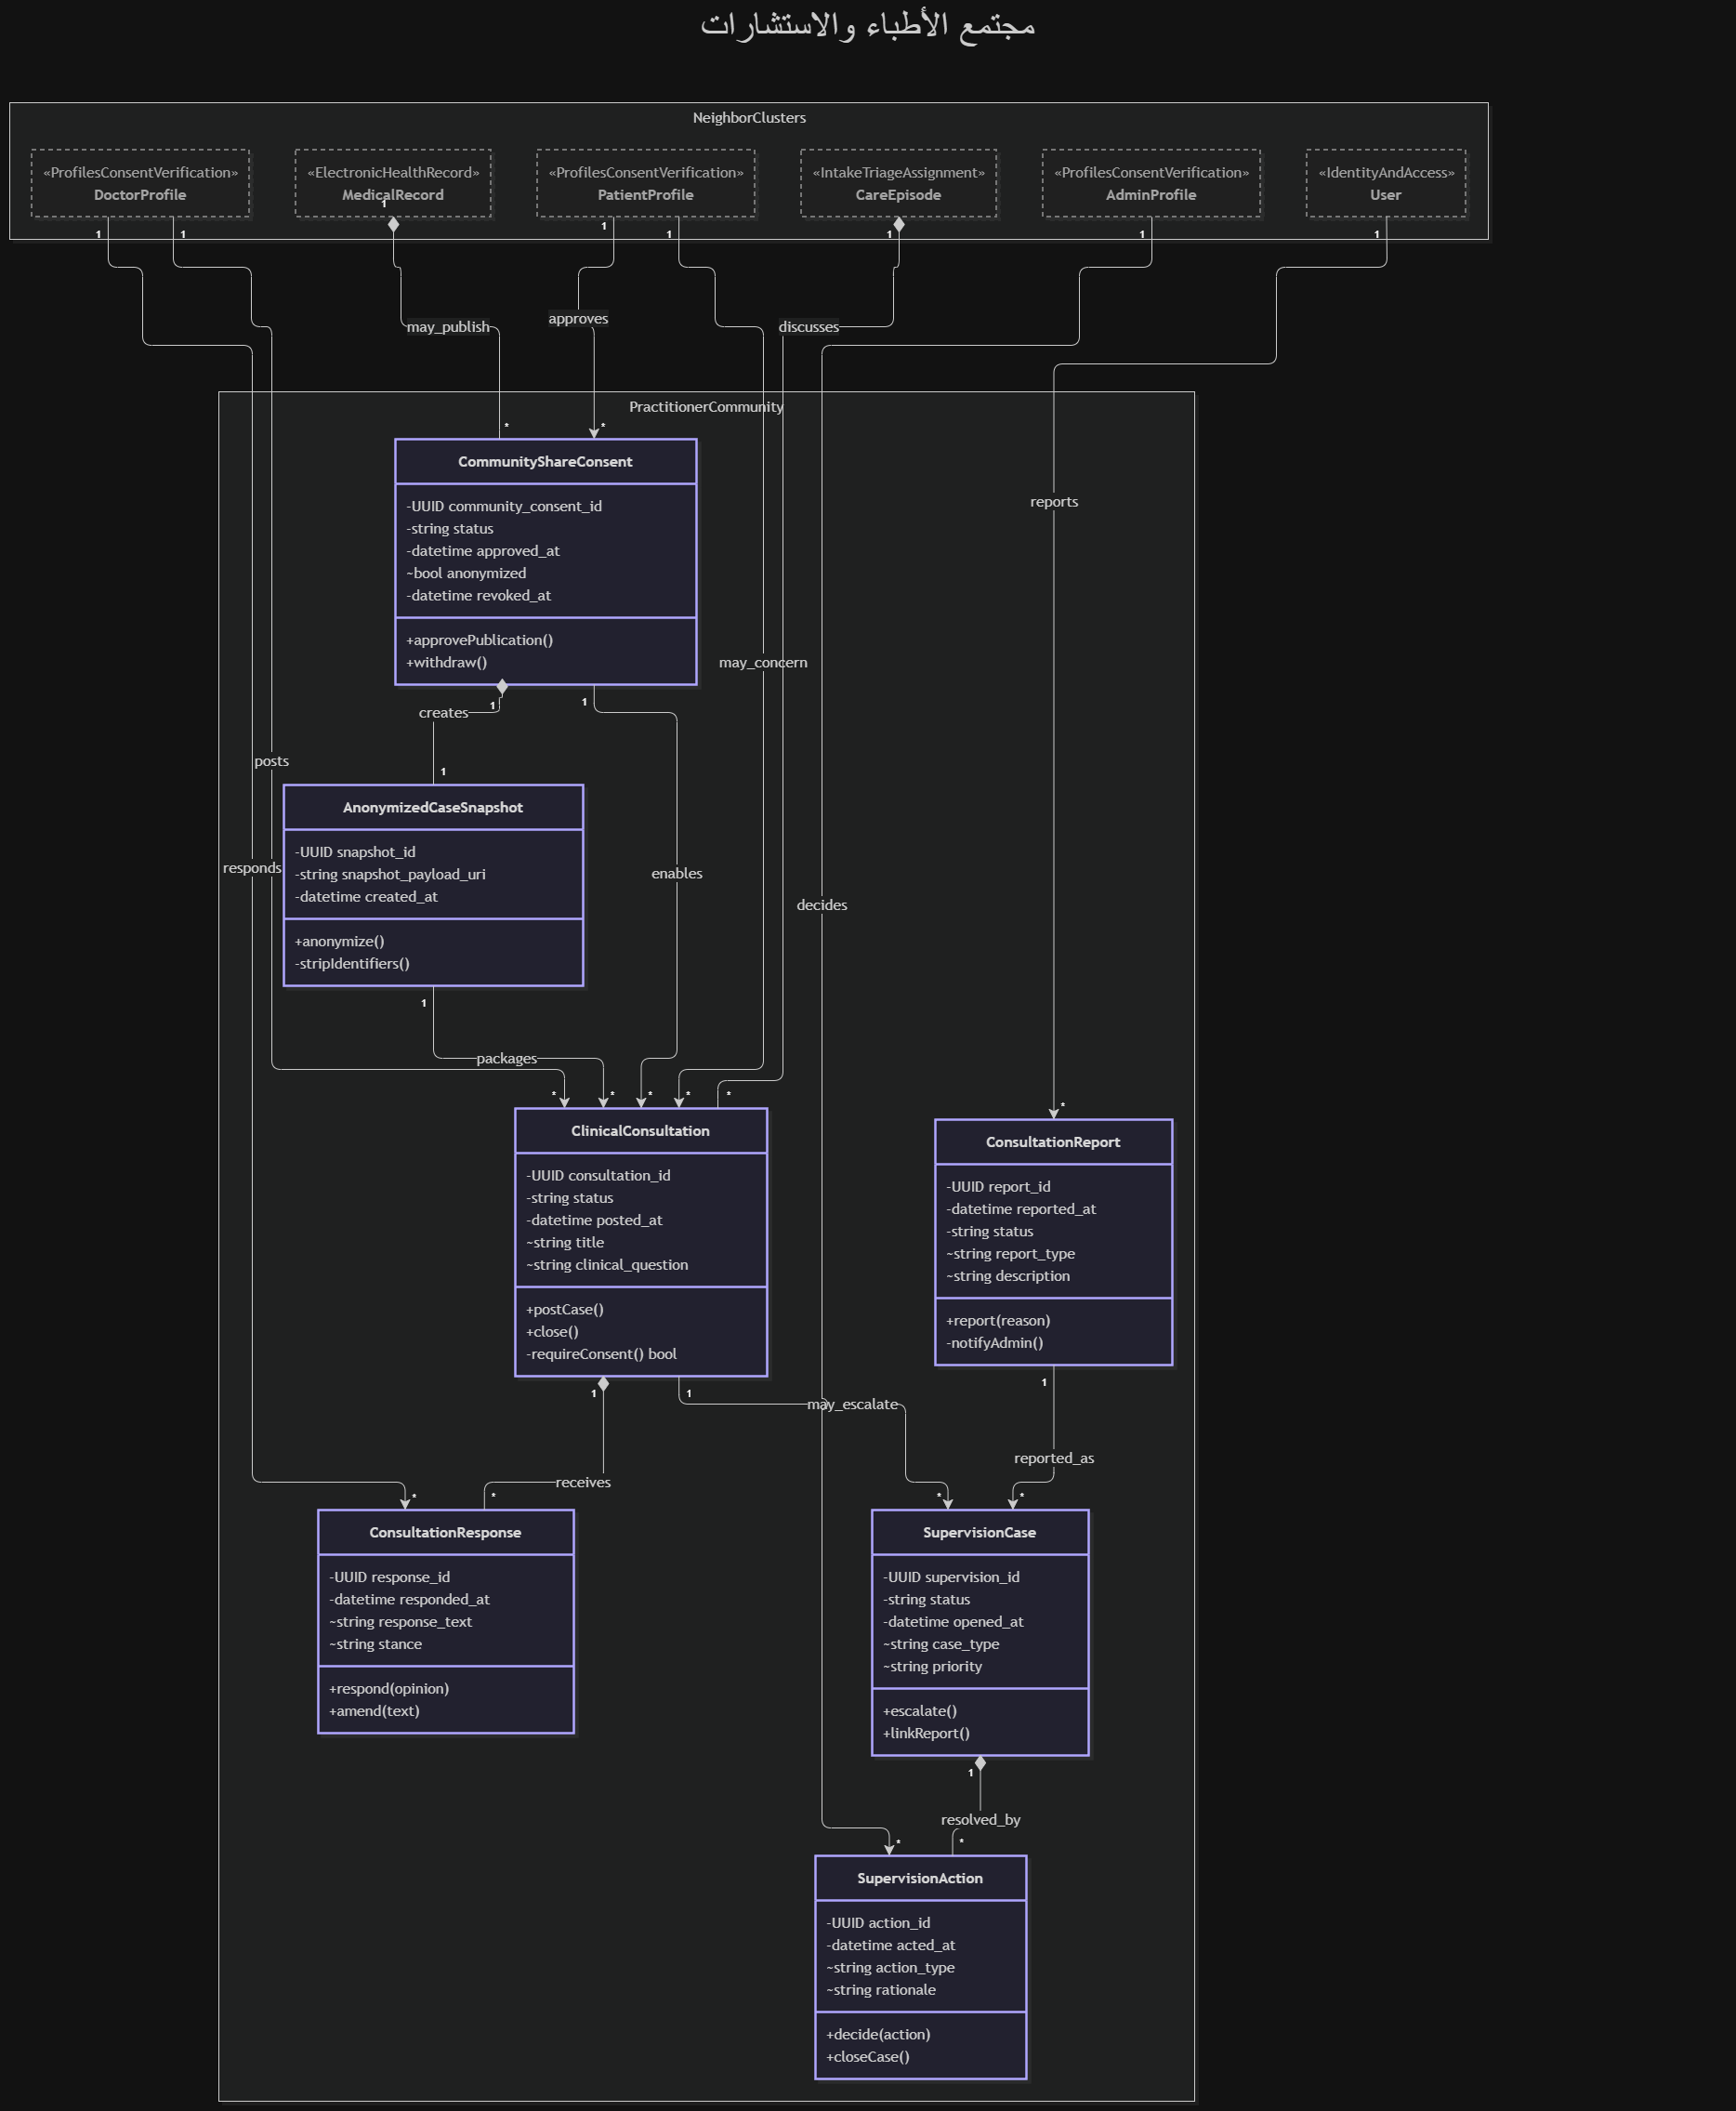 مجتمع الأطباء والاستشارات
NeighborClusters
«ProfilesConsentVerification»
DoctorProfile
«ElectronicHealthRecord»
MedicalRecord
«ProfilesConsentVerification»
PatientProfile
«IntakeTriageAssignment»
CareEpisode
«ProfilesConsentVerification»
AdminProfile
«IdentityAndAccess»
User
1
1
1
1
1
1
1
1
may_publish
approves
discusses
PractitionerCommunity
*
*
CommunityShareConsent
-UUID community_consent_id
-string status
-datetime approved_at
~bool anonymized
-datetime revoked_at
+approvePublication()
+withdraw()
reports
may_concern
1
1
creates
posts
1
AnonymizedCaseSnapshot
-UUID snapshot_id
-string snapshot_payload_uri
-datetime created_at
+anonymize()
-stripIdentifiers()
responds
enables
decides
1
packages
*
*
*
*
*
*
ClinicalConsultation
-UUID consultation_id
-string status
-datetime posted_at
~string title
~string clinical_question
+postCase()
+close()
-requireConsent() bool
ConsultationReport
-UUID report_id
-datetime reported_at
-string status
~string report_type
~string description
+report(reason)
-notifyAdmin()
1
1
1
may_escalate
reported_as
receives
*
*
*
*
ConsultationResponse
-UUID response_id
-datetime responded_at
~string response_text
~string stance
+respond(opinion)
+amend(text)
SupervisionCase
-UUID supervision_id
-string status
-datetime opened_at
~string case_type
~string priority
+escalate()
+linkReport()
1
resolved_by
*
*
SupervisionAction
-UUID action_id
-datetime acted_at
~string action_type
~string rationale
+decide(action)
+closeCase()